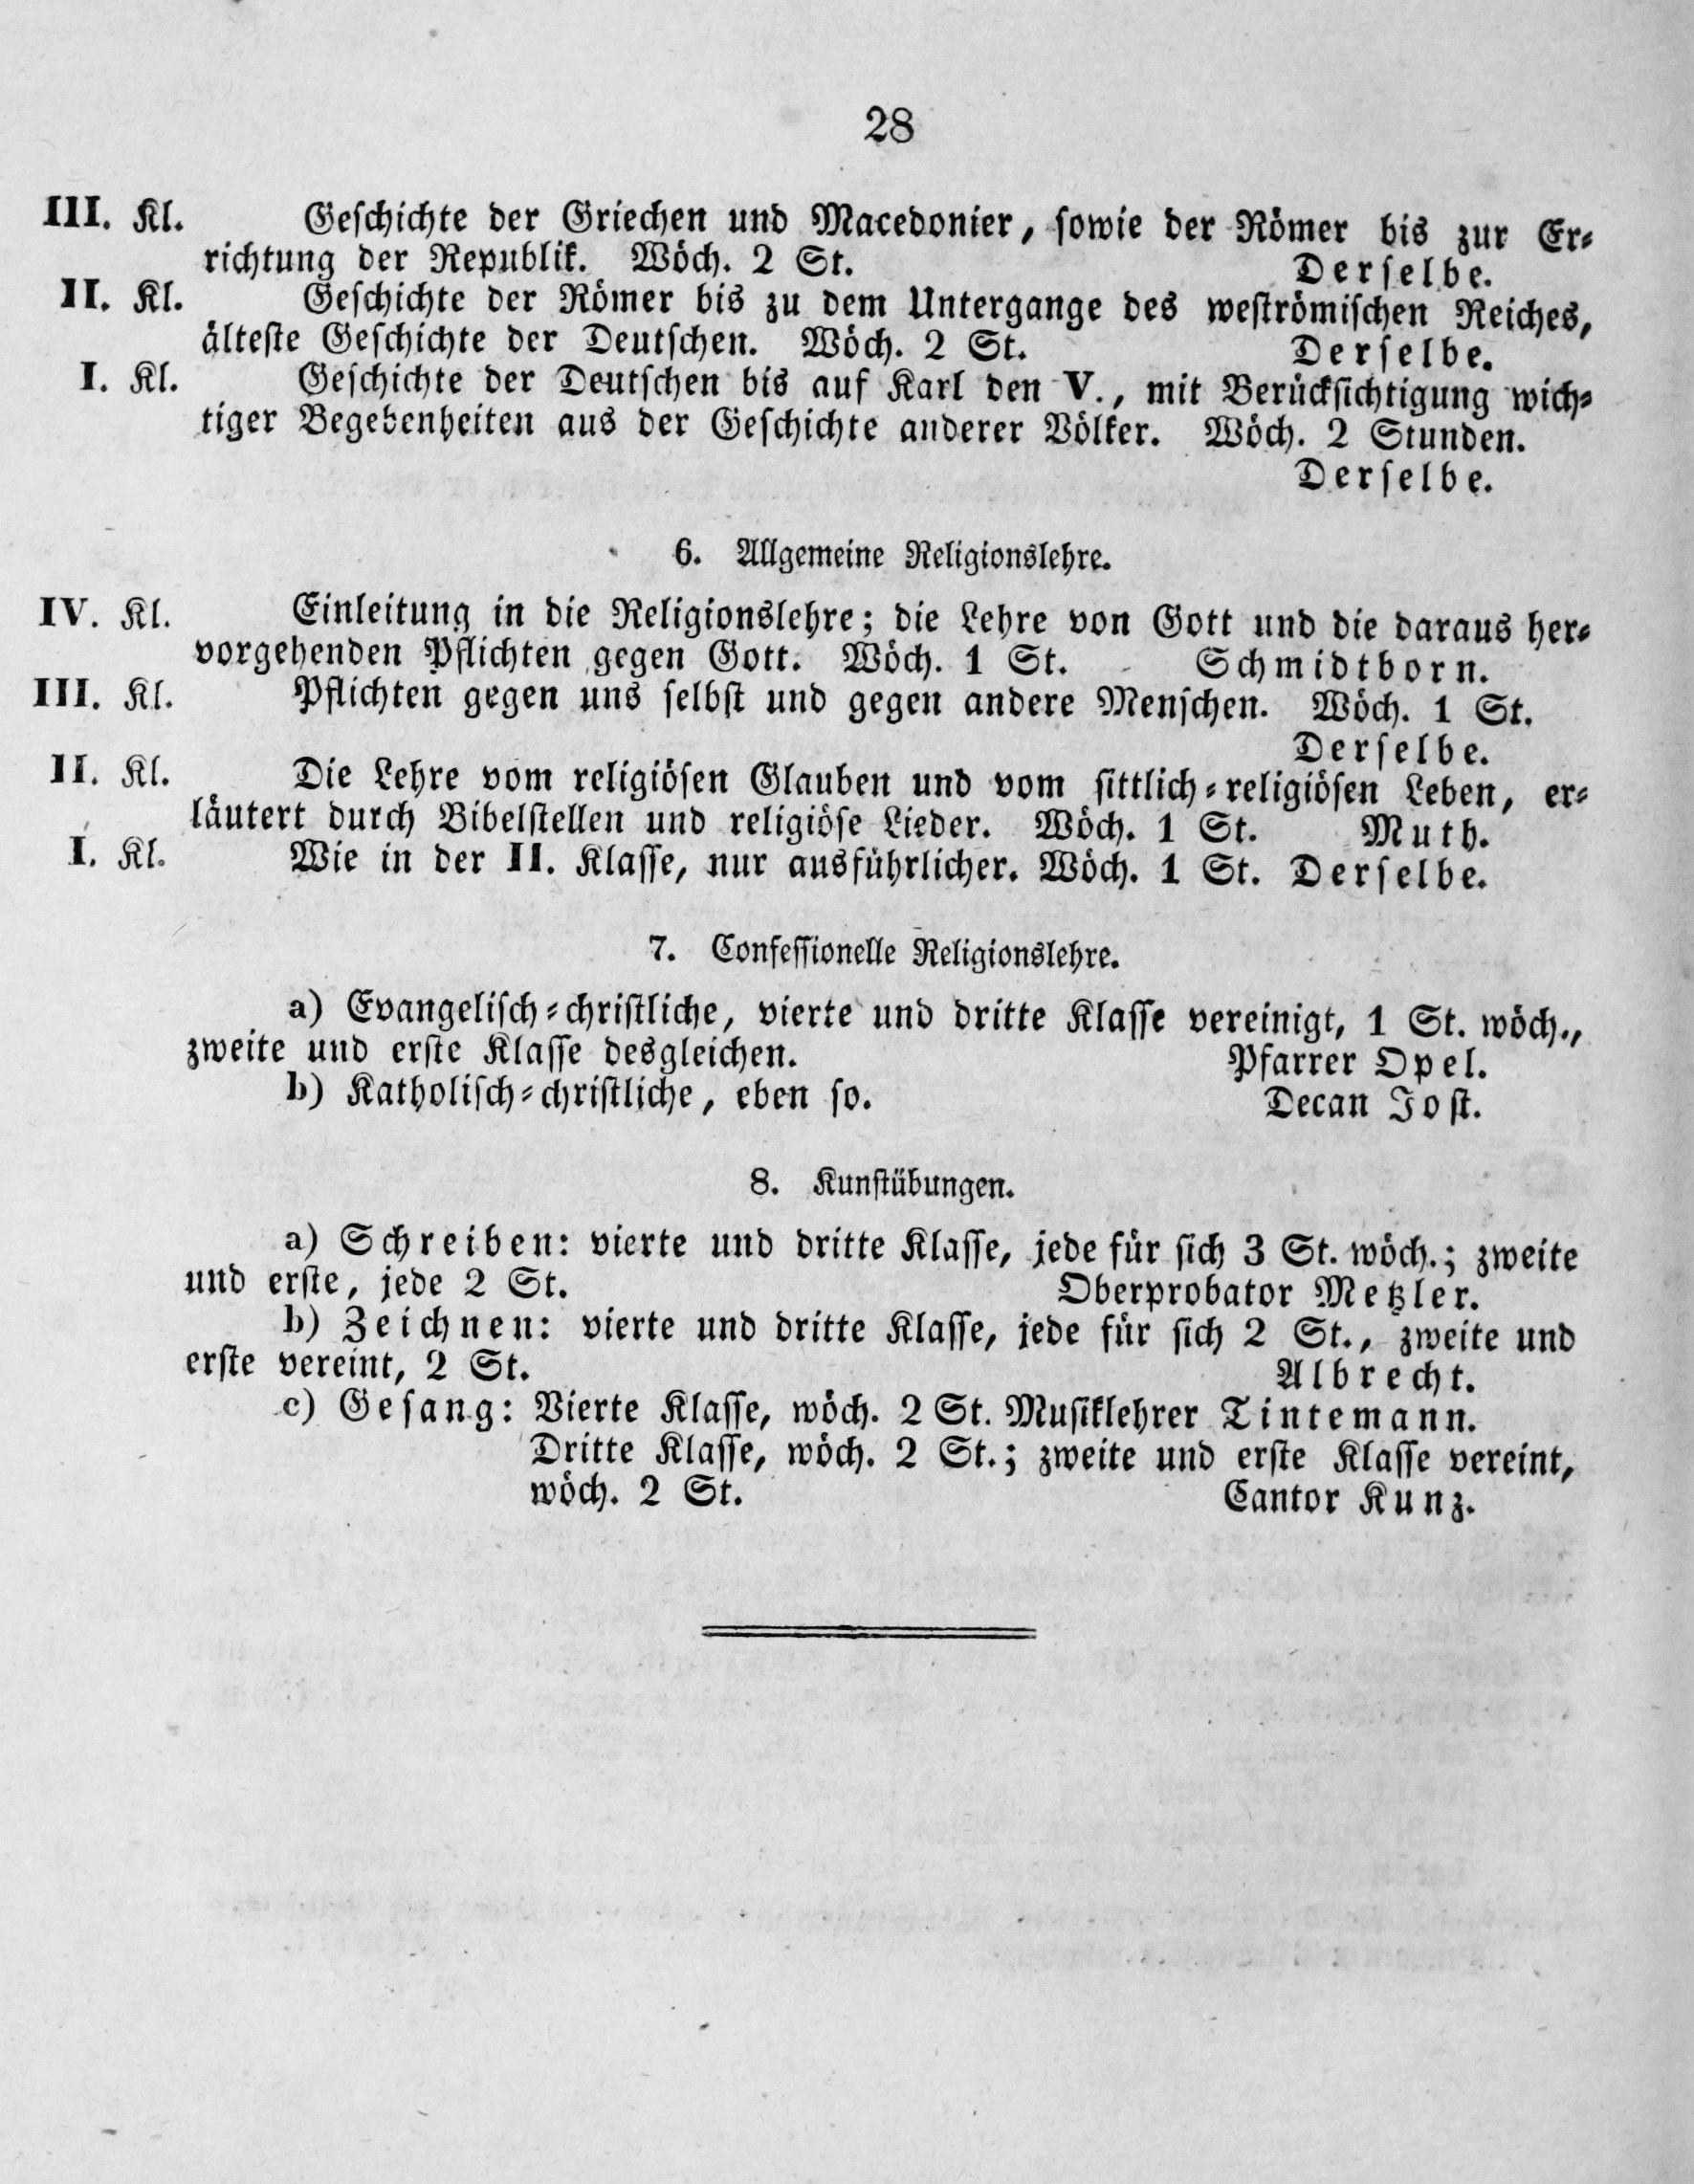 28
III. Kl. Geschichte der Griechen und Macedonier, sowie der Römer bis zur Er-
richtung der Republik. Wöch. 2 St. Derselbe.
II. Kl. Geschichte der Römer bis zu dem Untergange des weströmischen Reiches,
älteste Geschichte der Deutschen. Wöch. 2 St. Derselbe.
I. Kl. Geschichte der Deutschen bis auf Karl den V., mit Berücksichtigung wich-
tiger Begebenheiten aus der Geschichte anderer Völker. Wöch. 2 Stunden.
Derselbe.
6. Allgemeine Religionslehre.
IV. Kl. Einleitung in die Religionslehre; die Lehre von Gott und die daraus her-
vorgehenden Pflichten gegen Gott. Wöch. 1 St. Schmidtborn.
III. Kl. Pflichten gegen uns selbst und gegen andere Menschen. Wöch. 1 St.
Derselbe.
II. Kl. Die Lehre vom religiösen Glauben und vom sittlich-religiösen Leben, er-
läutert durch Bibelstellen und religiöse Lieder. Wöch. 1 St. Muth.
I. Kl. Wie in der II. Klasse, nur ausführlicher. Wöch. 1 St. Derselbe.
7. Confessionelle Religionslehre.
a) Evangelisch-christliche, vierte und dritte Klasse vereinigt, 1 St. wöch.,
zweite und erste Klasse desgleichen. Pfarrer Opel.
b) Katholisch-christliche, eben so. Decan Jost.
8. Kunstübungen.
a) Schreiben: vierte und dritte Klasse, jede für sich 3 St. wöch.; zweite
und erste, jede 2 St. Oberprobator Metzler.
b) Zeichnen: vierte und dritte Klasse, jede für sich 2 St., zweite und
erste vereint, 2 St. Albrecht.
c) Gesang: Vierte Klasse, wöch. 2 St. Musiklehrer Tintemann.
Dritte Klasse, wöch. 2 St.; zweite und erste Klasse vereint,
wöch. 2 St. Cantor Kunz.